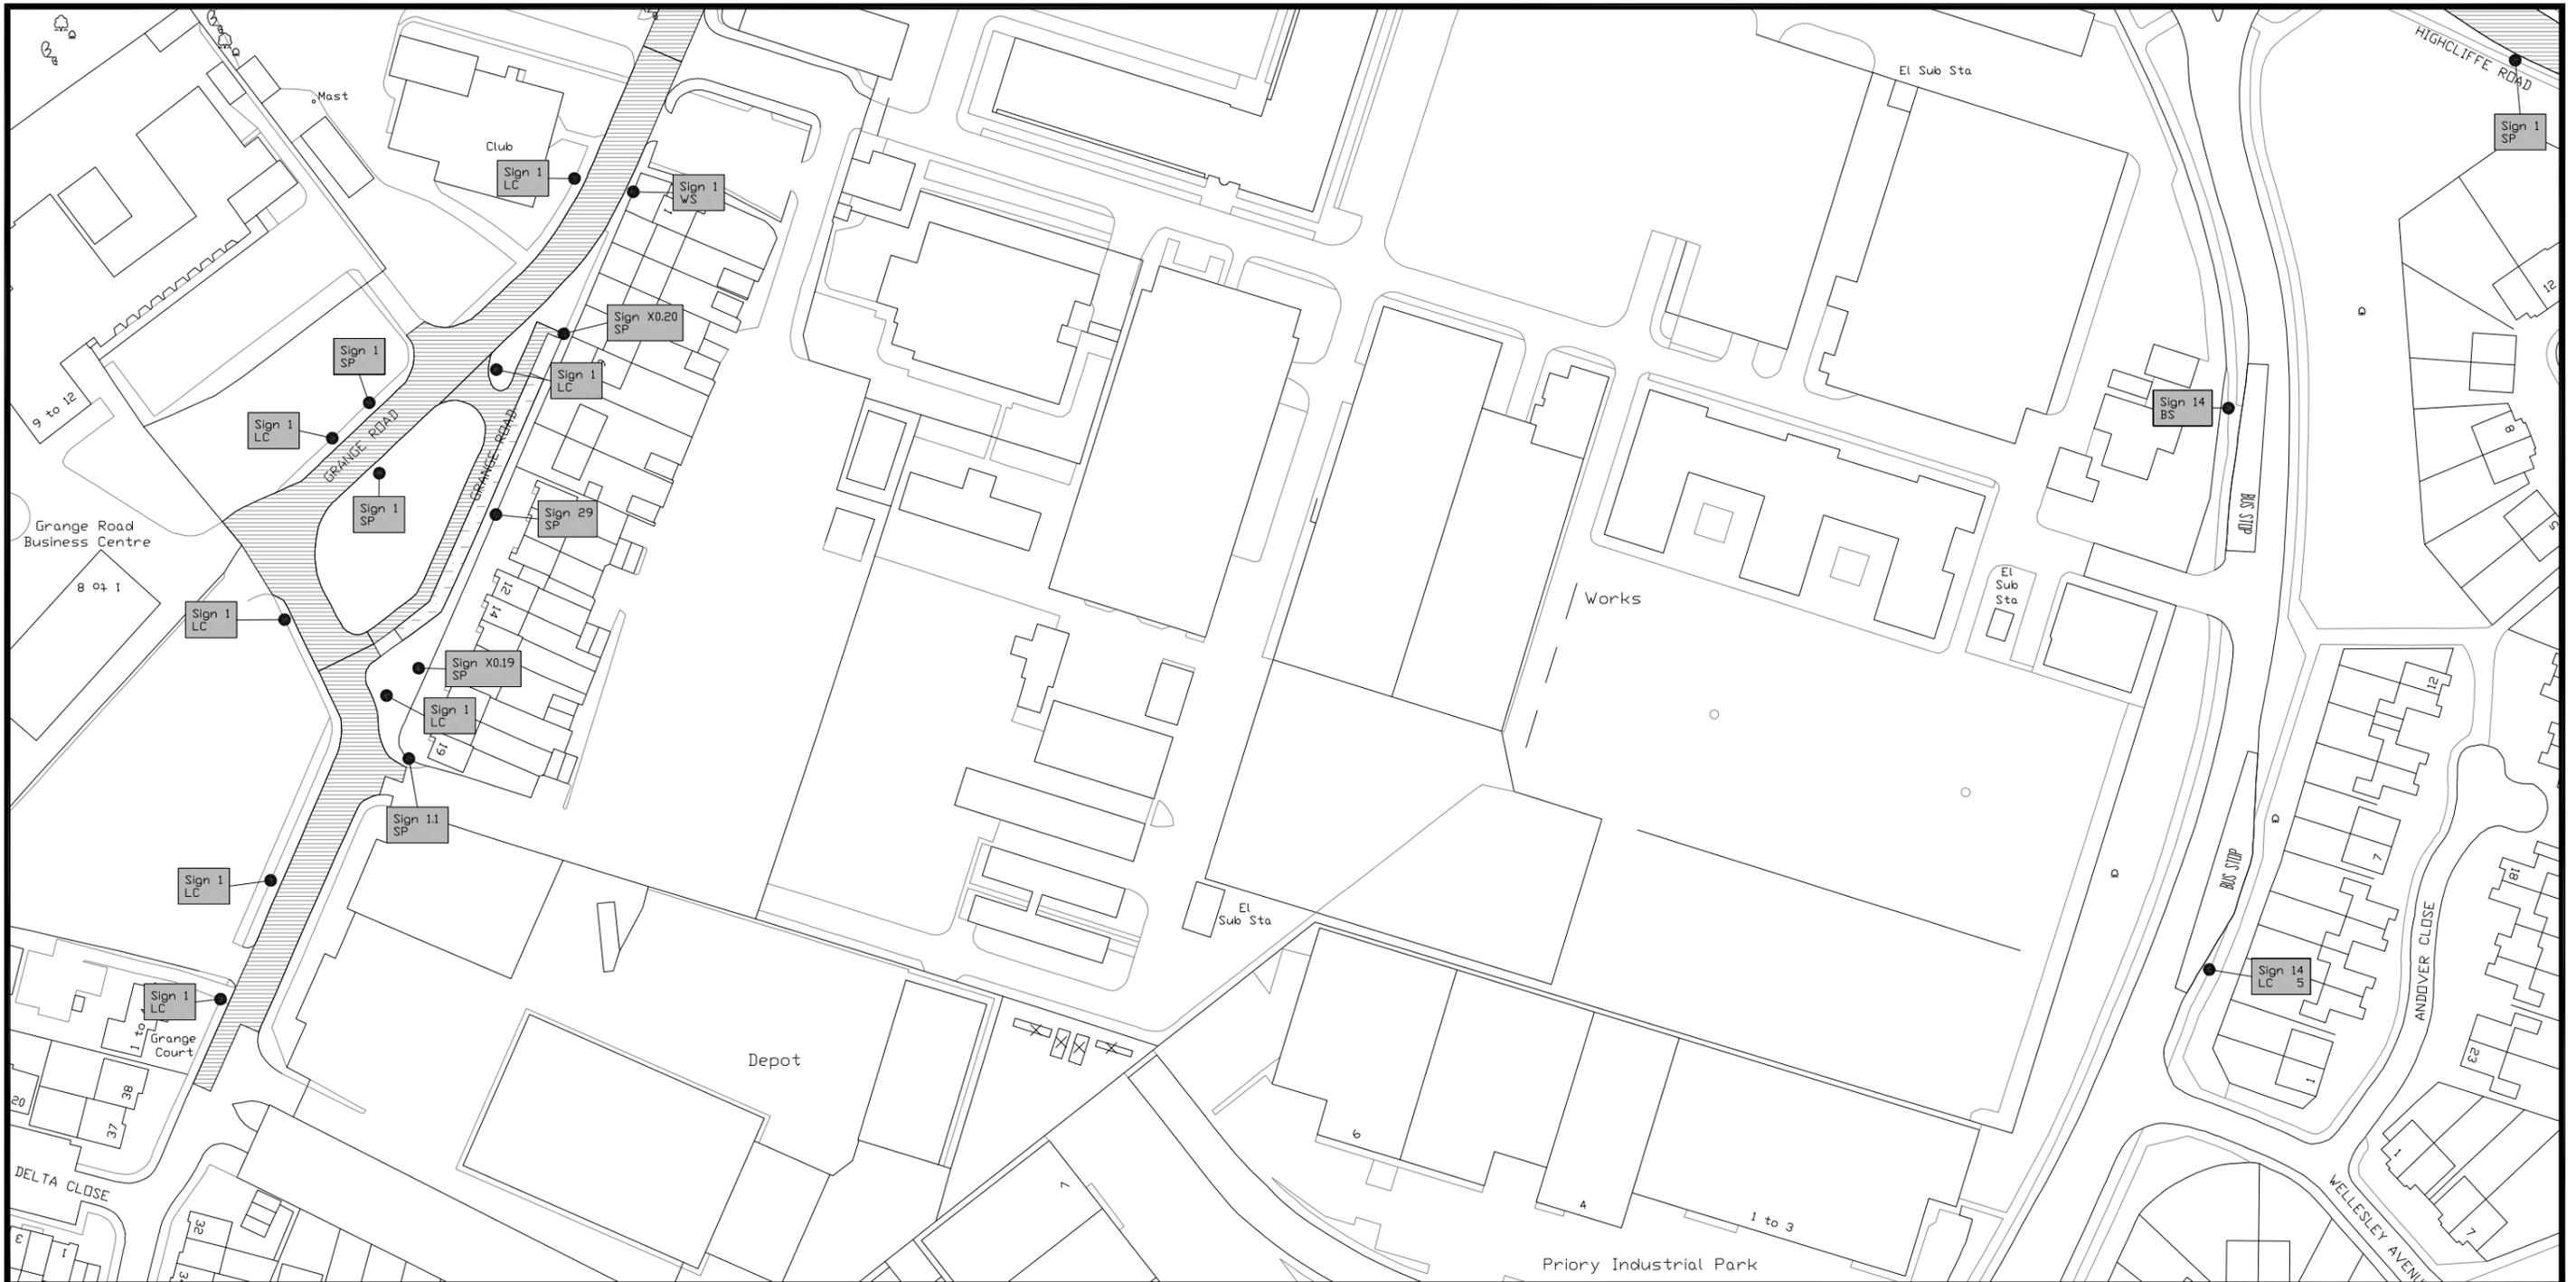 HIGHCLIFFE ROAD
El Sub Sta
Mast
Sign 1
SP
Club
Sign 1
LC
Sign 1
WS
1
12
Sign X0.20
SP
Sign 1
SP
Sign 1
LC
9 to 12
Sign 1
LC
GRANGE ROAD
GRANGE ROAD
Sign 14
BS
8
BUS STOP
5
Sign 1
SP
Sign 29
SP
Grange Road
Business Centre
1 to 8
12
14
El
Sub
Sta
Works
Sign 1
LC
Sign X0.19
SP
Sign 1
LC
19
12
Sign 1.1
SP
7
BUS STOP
18
Sign 1
LC
El
Sub Sta
ANDOVER CLOSE
Sign 14
LC 5
Sign 1
LC
1 to
Grange
Court
Depot
23
1
38
20
37
6
1
DELTA CLOSE
7
4
1 to 3
WELLESLEY AVENU
7
32
3
1
Priory Industrial Park